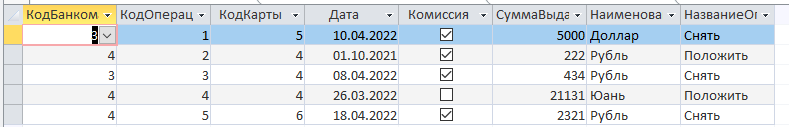 КодБанком КодОперац КодКарты Дата Комиссия СуммаВыда Наименова НазваниеОп
3 1 5 10.04.2022 5000 Доллар Снять
4 2 4 01.10.2021 222 Рубль Положить
3 3 4 08.04.2022 434 Рубль Снять
4 4 4 26.03.2022 21131 Юань Положить
4 5 6 18.04.2022 2321 Рубль Снять